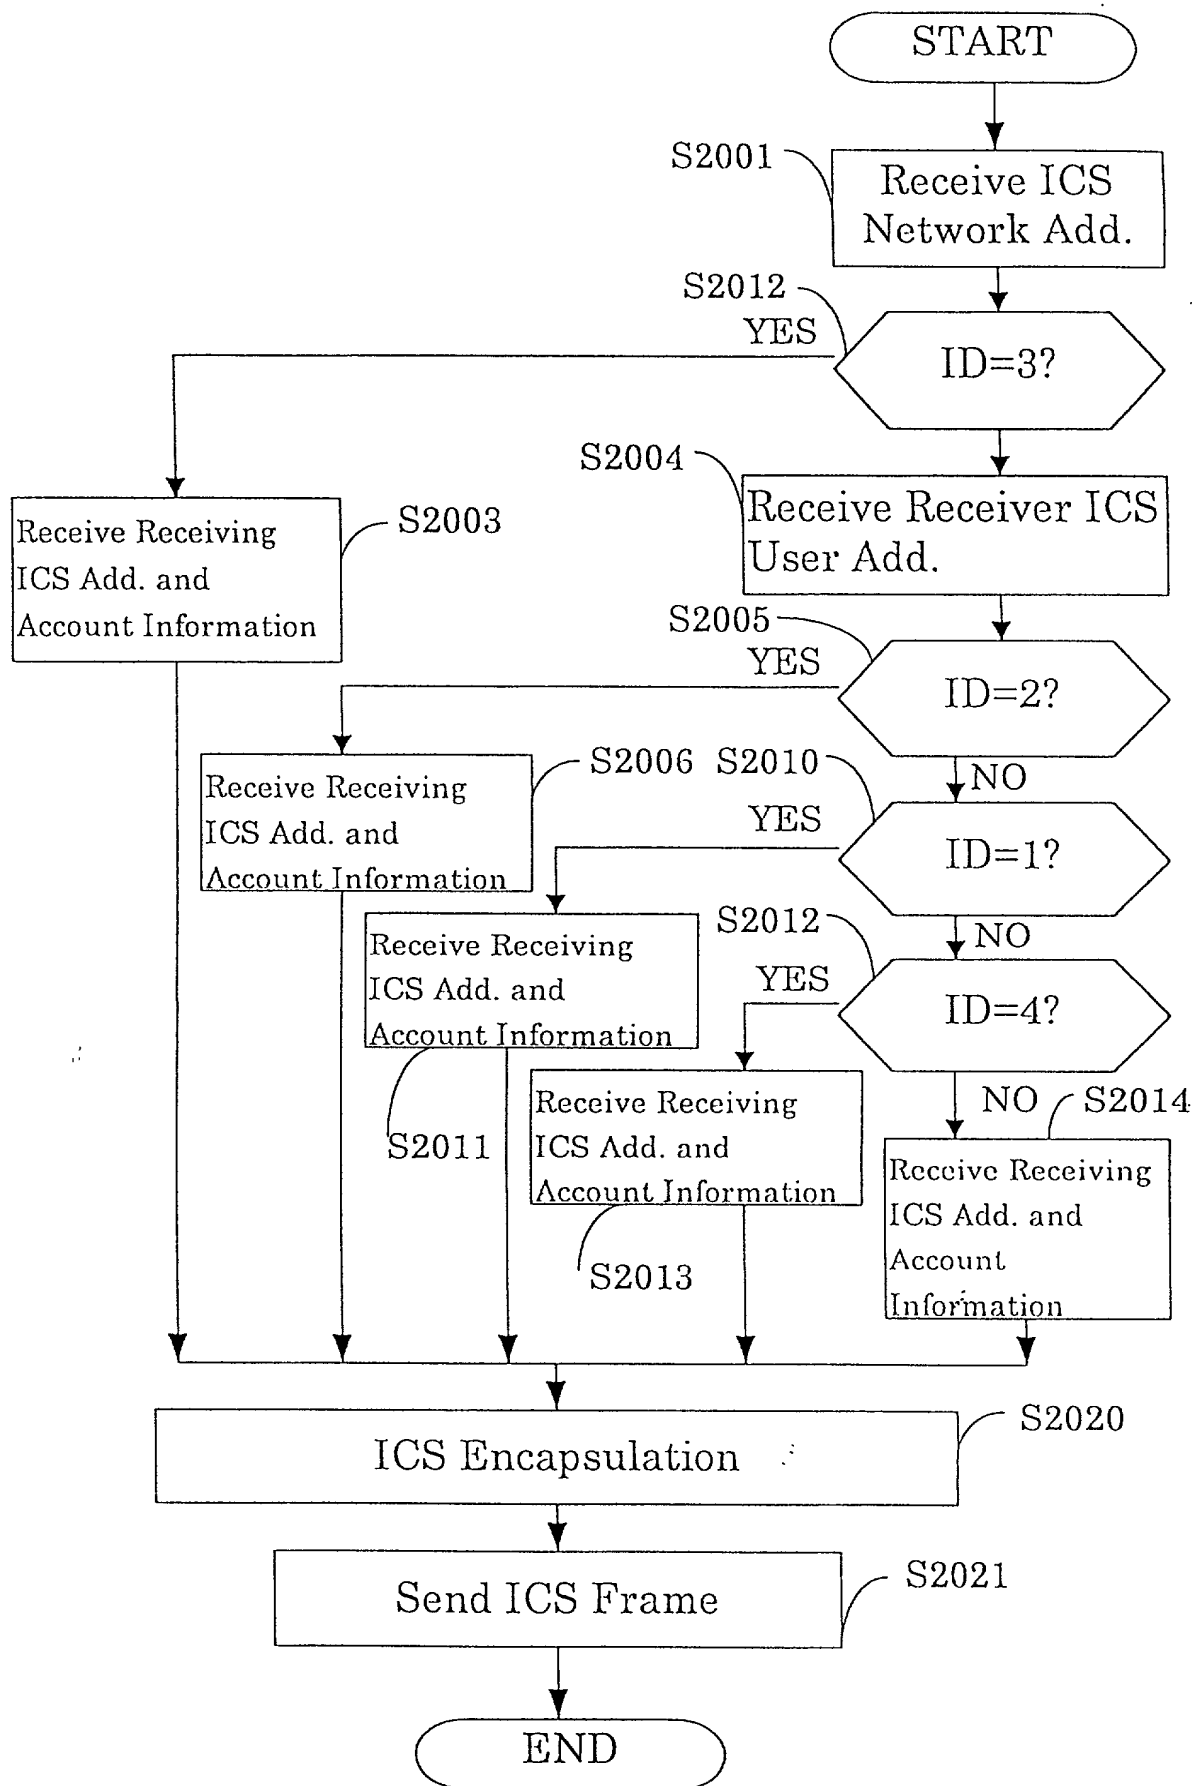 START
S2001
Receive ICS
Network Add.
S2012
YES
ID=3?
S2004
Receive Receiver ICS
User Add.
S2003
Receive Receiving
ICS Add. and
Account Information
S2005
YES
ID=2?
NO
S2006
Receive Receiving
ICS Add. and
Account Information
S2010
YES
ID=1?
NO
Receive Receiving
ICS Add. and
Account Information
S2011
S2012
YES
ID=4?
NO
S2014
Receive Receiving
ICS Add. and
Account Information
S2013
Receive Receiving
ICS Add. and
Account
Information
ICS Encapsulation
S2020
Send ICS Frame
S2021
END